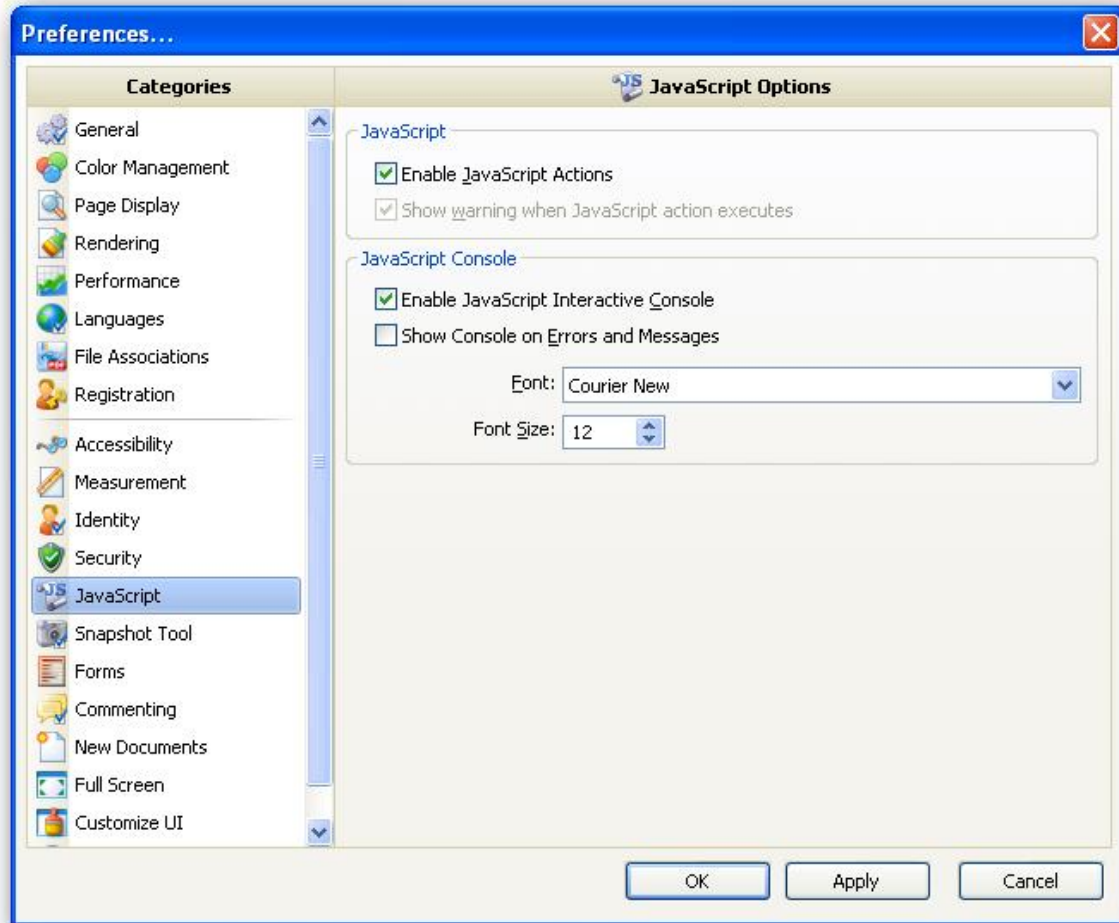 Preferences...
Categories
General
Color Management
Page Display
Rendering
Performance
Languages
File Associations
Registration
Accessibility
Measurement
Identity
Security
JavaScript
Snapshot Tool
Forms
Commenting
New Documents
Full Screen
Customize UI
JavaScript Options
JavaScript
Enable JavaScript Actions
Show warning when JavaScript action executes
JavaScript Console
Enable JavaScript Interactive Console
Show Console on Errors and Messages
Font: Courier New
Font Size: 12
OK Apply Cancel